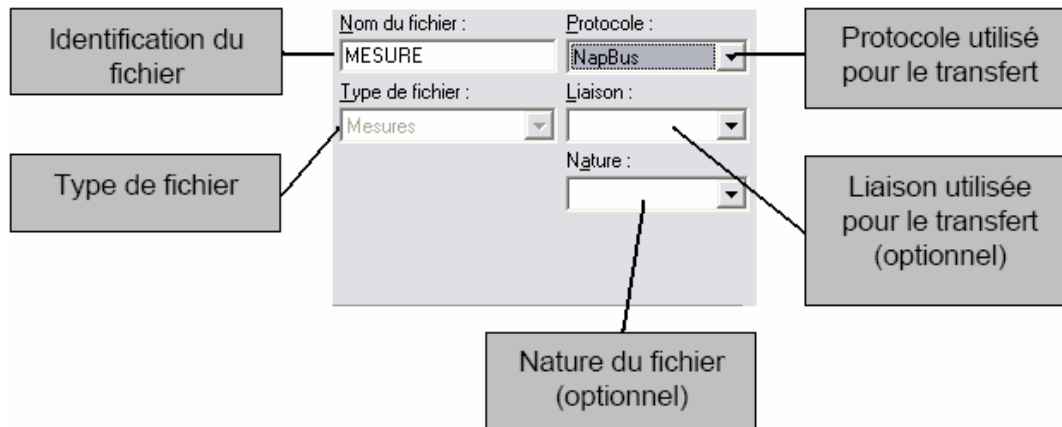 Identification du
fichier
Nom du fichier :
Protocole :
MESURE
NapBus
Protocole utilisé
pour le transfert
Type de fichier :
Liaison :
Mesures
Type de fichier
Nature :
Liaison utilisée
pour le transfert
(optionnel)
Nature du fichier
(optionnel)